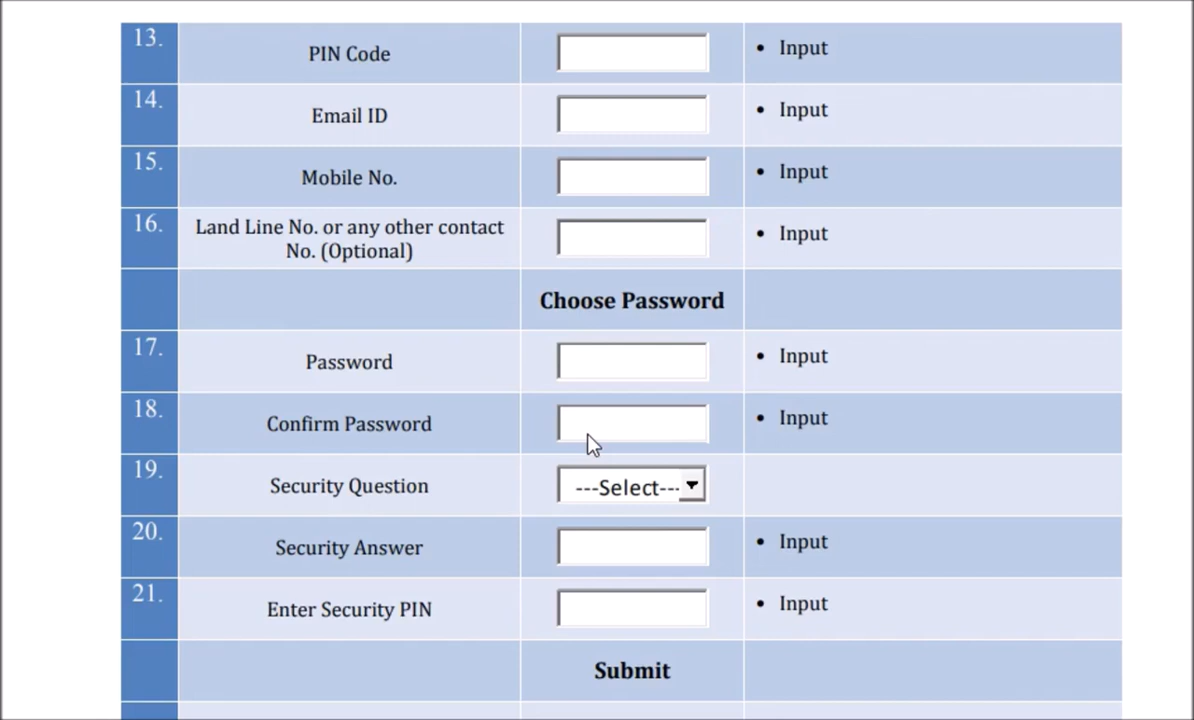 13. PIN Code • Input
14. Email ID • Input
15. Mobile No. • Input
16. Land Line No. or any other contact • Input
No. (Optional)
Choose Password
17. Password • Input
18. Confirm Password • Input
19. Security Question ---Select---
20. Security Answer • Input
21. Enter Security PIN • Input
Submit